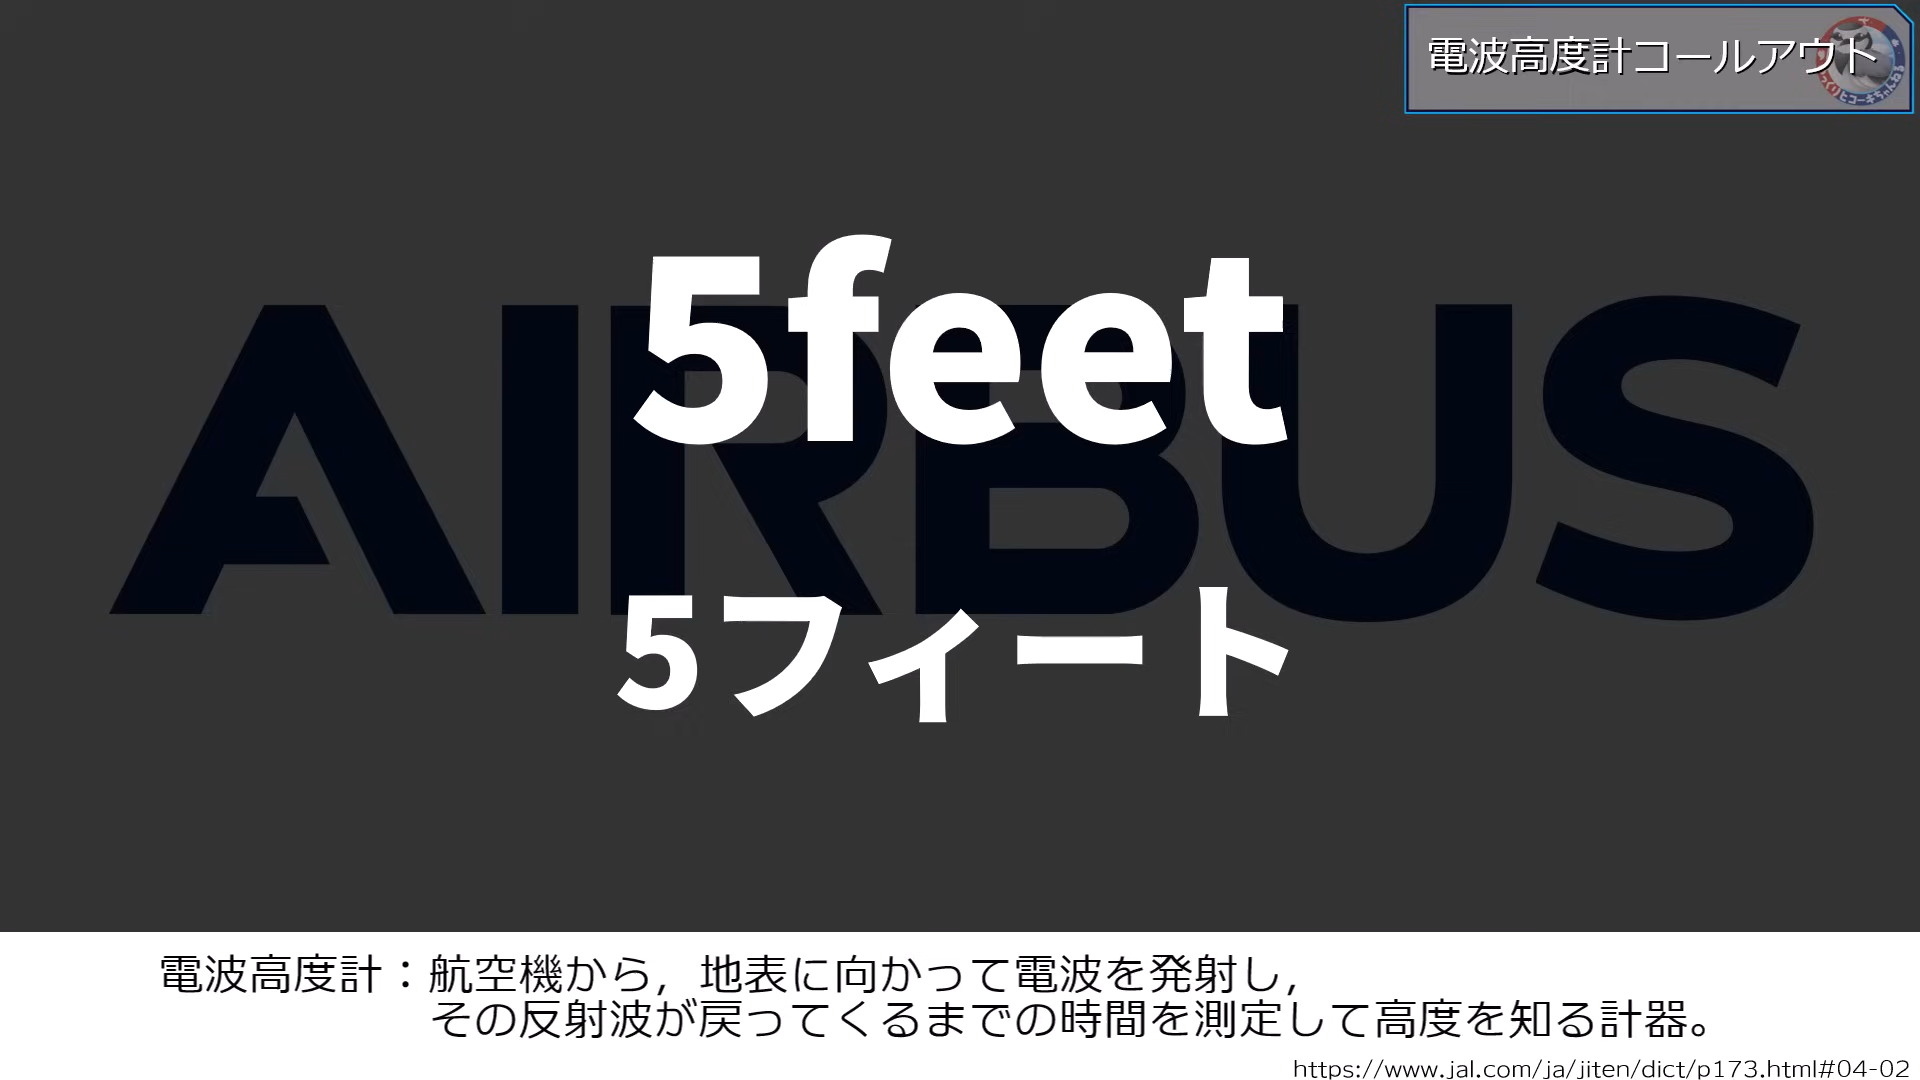 電波高度計コールアウト
AIRBUS
5feet
5フィート
電波高度計：航空機から，地表に向かって電波を発射し，
その反射波が戻ってくるまでの時間を測定して高度を知る計器。
https://www.jal.com/ja/jiten/dict/p173.html#04-02